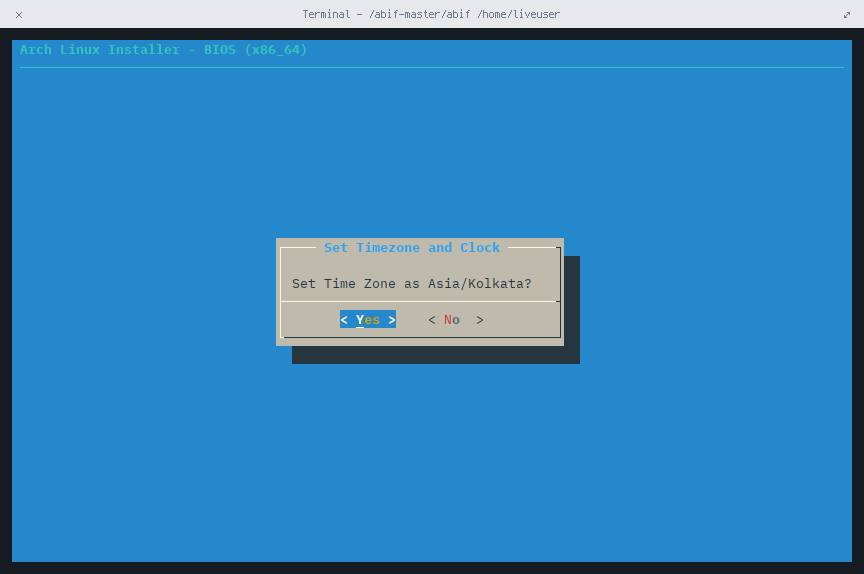 Terminal - /abif-master/abif /home/liveuser
Arch Linux Installer - BIOS (x86_64)
Set Timezone and Clock
Set Time Zone as Asia/Kolkata?
< Yes > < No >